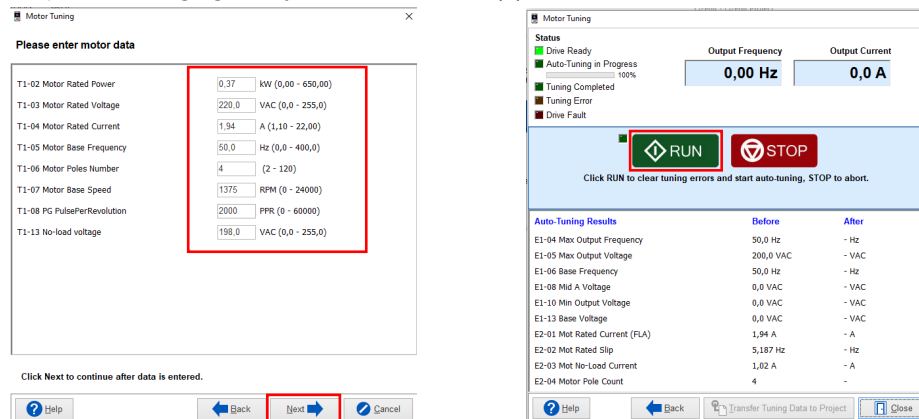 Motor Tuning
Please enter motor data
T1-02 Motor Rated Power 0,37 kW (0,00 - 650,00)
T1-03 Motor Rated Voltage 220,0 VAC (0,0 - 255,0)
T1-04 Motor Rated Current 1,94 A (1,10 - 22,00)
T1-05 Motor Base Frequency 50,0 Hz (0,0 - 400,0)
T1-06 Motor Poles Number 4 (2 - 120)
T1-07 Motor Base Speed 1375 RPM (0 - 24000)
T1-08 PG PulsePerRevolution 2000 PPR (0 - 60000)
T1-13 No-load voltage 198,0 VAC (0,0 - 255,0)
Click Next to continue after data is entered.
Help Back Next Cancel
Motor Tuning
Status
Drive Ready
Auto-Tuning in Progress
100%
Tuning Completed
Tuning Error
Drive Fault
Output Frequency Output Current
0,00 Hz 0,0 A
RUN STOP
Click RUN to clear tuning errors and start auto-tuning, STOP to abort.
Auto-Tuning Results Before After
E1-04 Max Output Frequency 50,0 Hz - Hz
E1-05 Max Output Voltage 200,0 VAC - VAC
E1-06 Base Frequency 50,0 Hz - Hz
E1-08 Mid A Voltage 0,0 VAC - VAC
E1-10 Min Output Voltage 0,0 VAC - VAC
E1-13 Base Voltage 0,0 VAC - VAC
E2-01 Mot Rated Current (FLA) 1,94 A - A
E2-02 Mot Rated Slip 5,187 Hz - Hz
E2-03 Mot No-Load Current 1,02 A - A
E2-04 Motor Pole Count 4 -
Help Back Transfer Tuning Data to Project Close